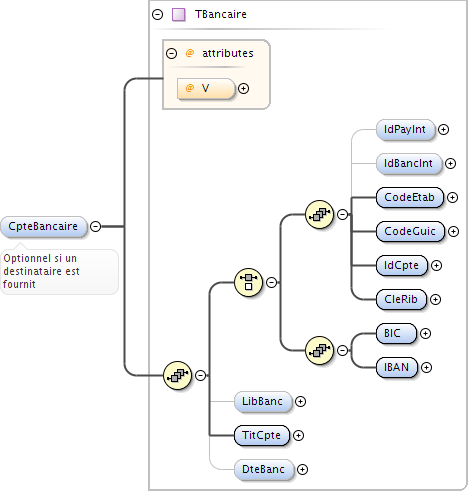 TBancaire
@ attributes
@ V
IdPayInt
IdBancInt
CodeEtab
CodeGuic
IdCpte
CleRib
CpteBancaire
Optionnel si un
destinataire est
fournit
BIC
IBAN
LibBanc
TitCpte
DteBanc